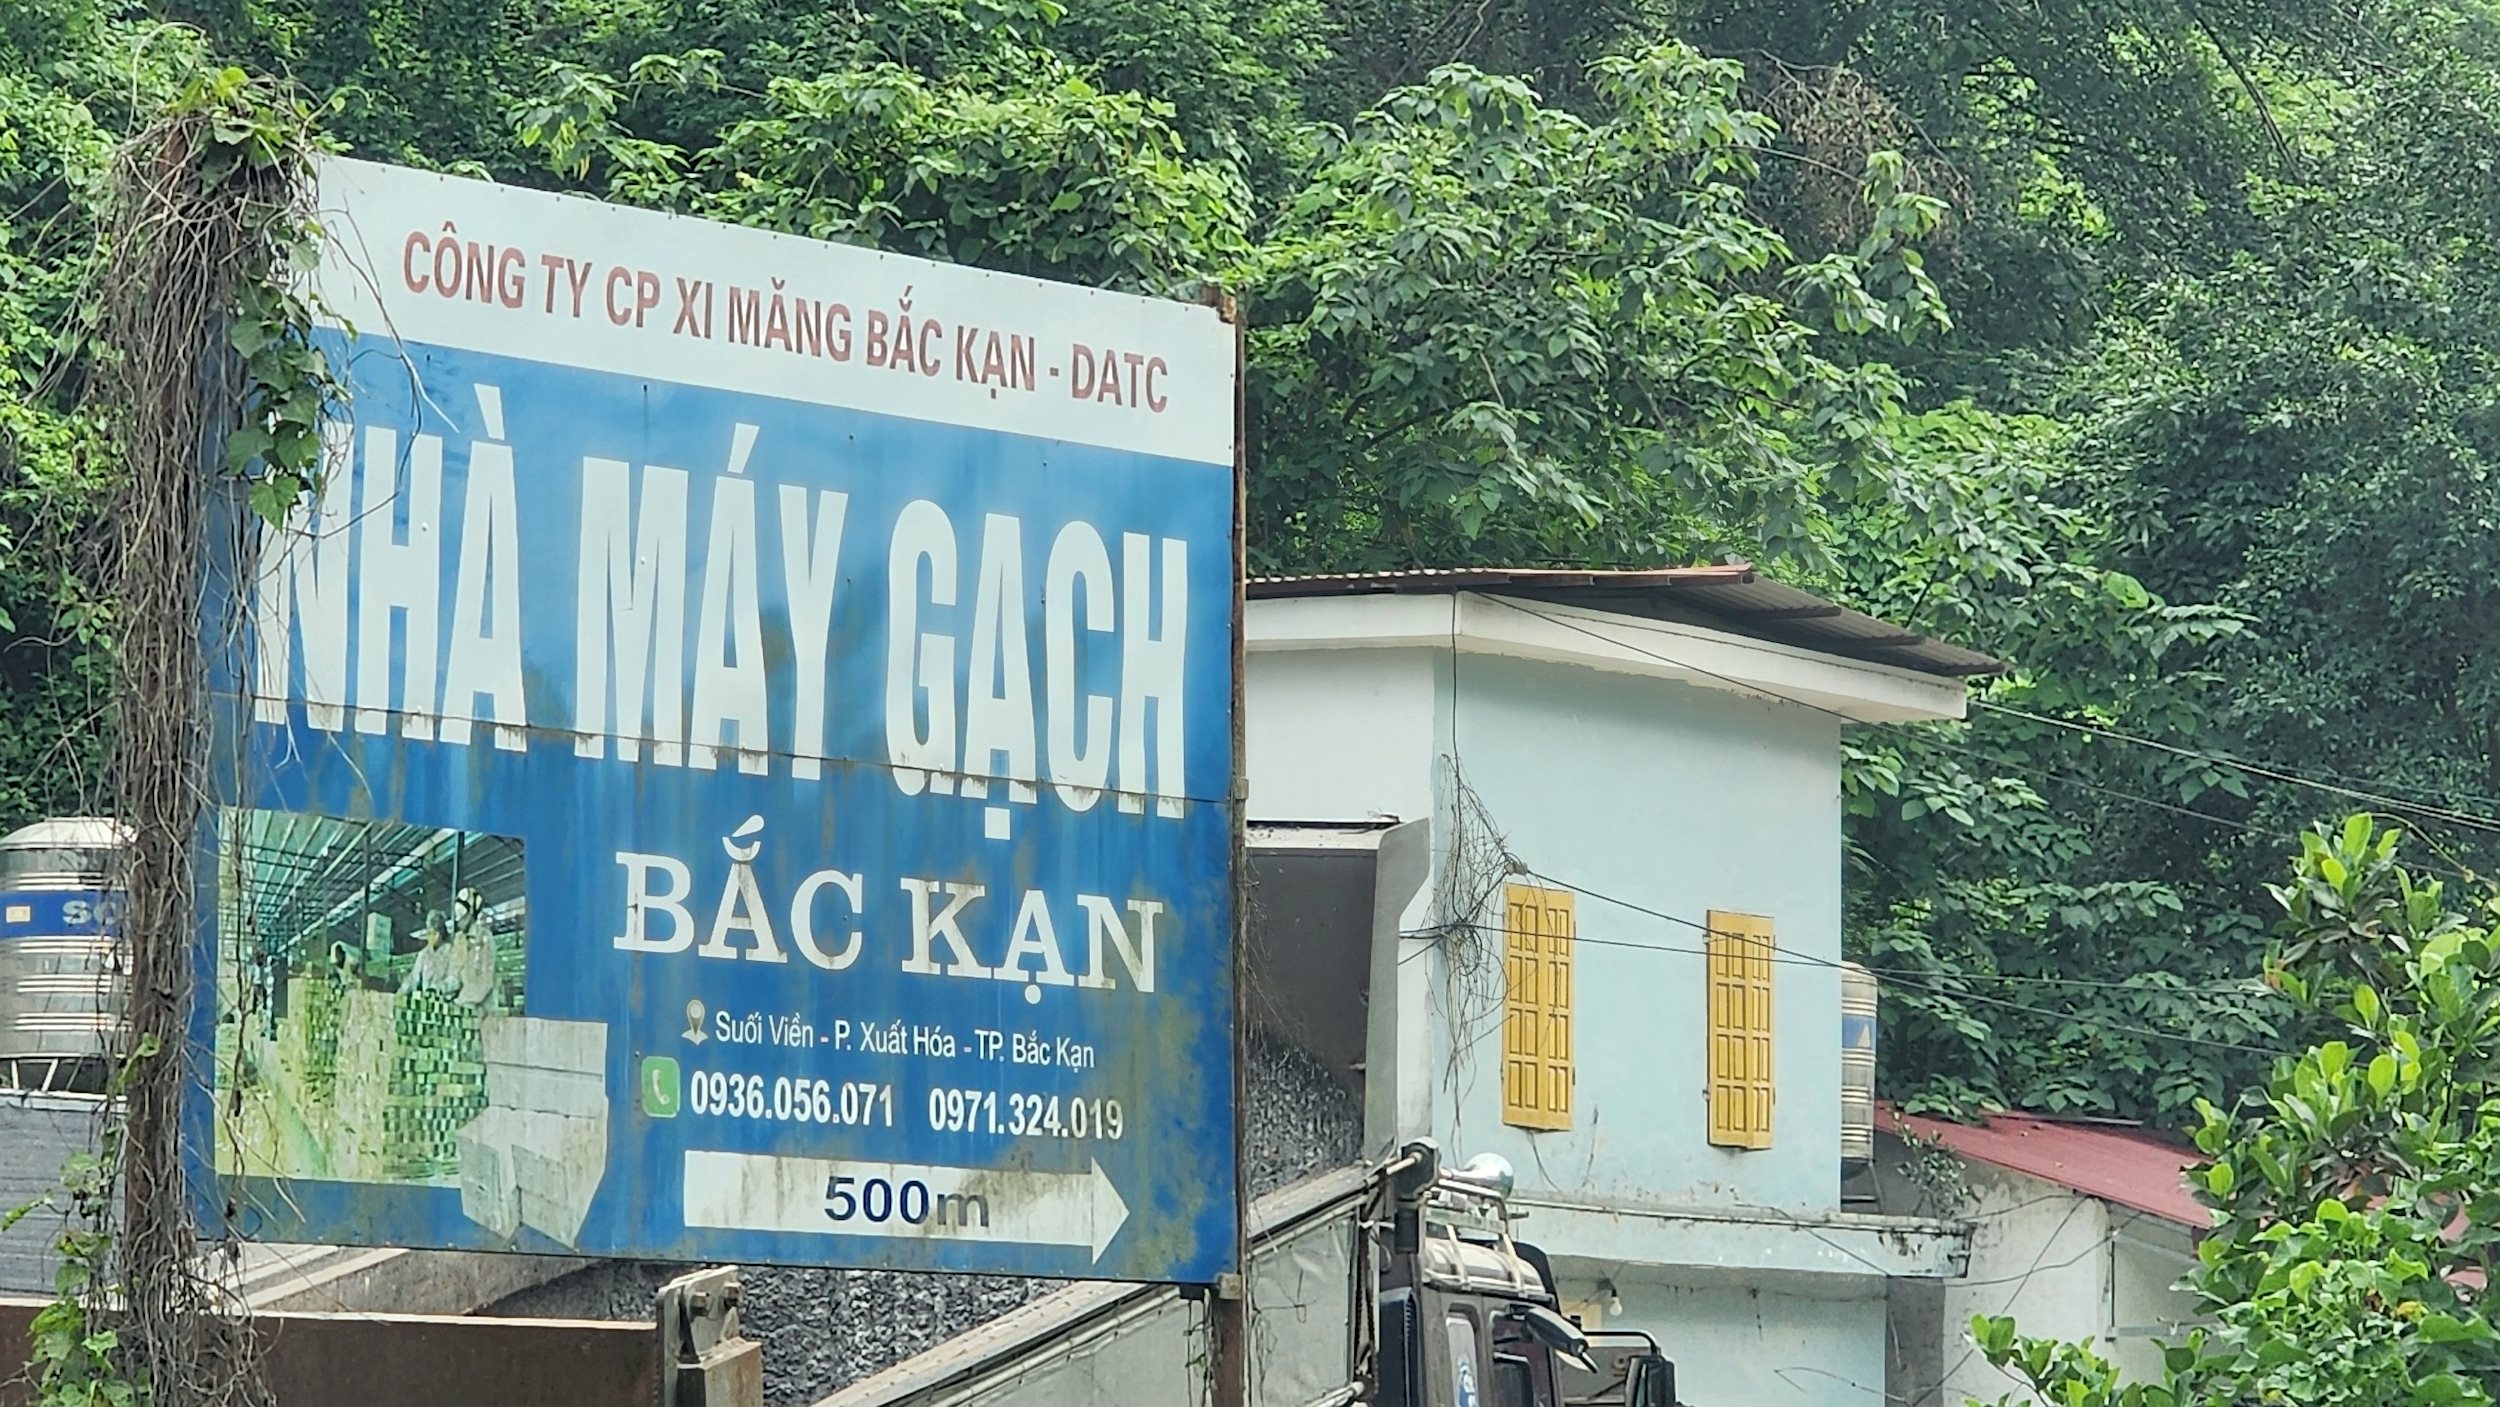 CÔNG TY CP XI MĂNG BẮC KẠN - DATC
NHÀ MÁY GẠCH
BẮC KẠN
Suối Viền - P. Xuất Hóa - TP. Bắc Kạn
0936.056.071 0971.324.019
500m